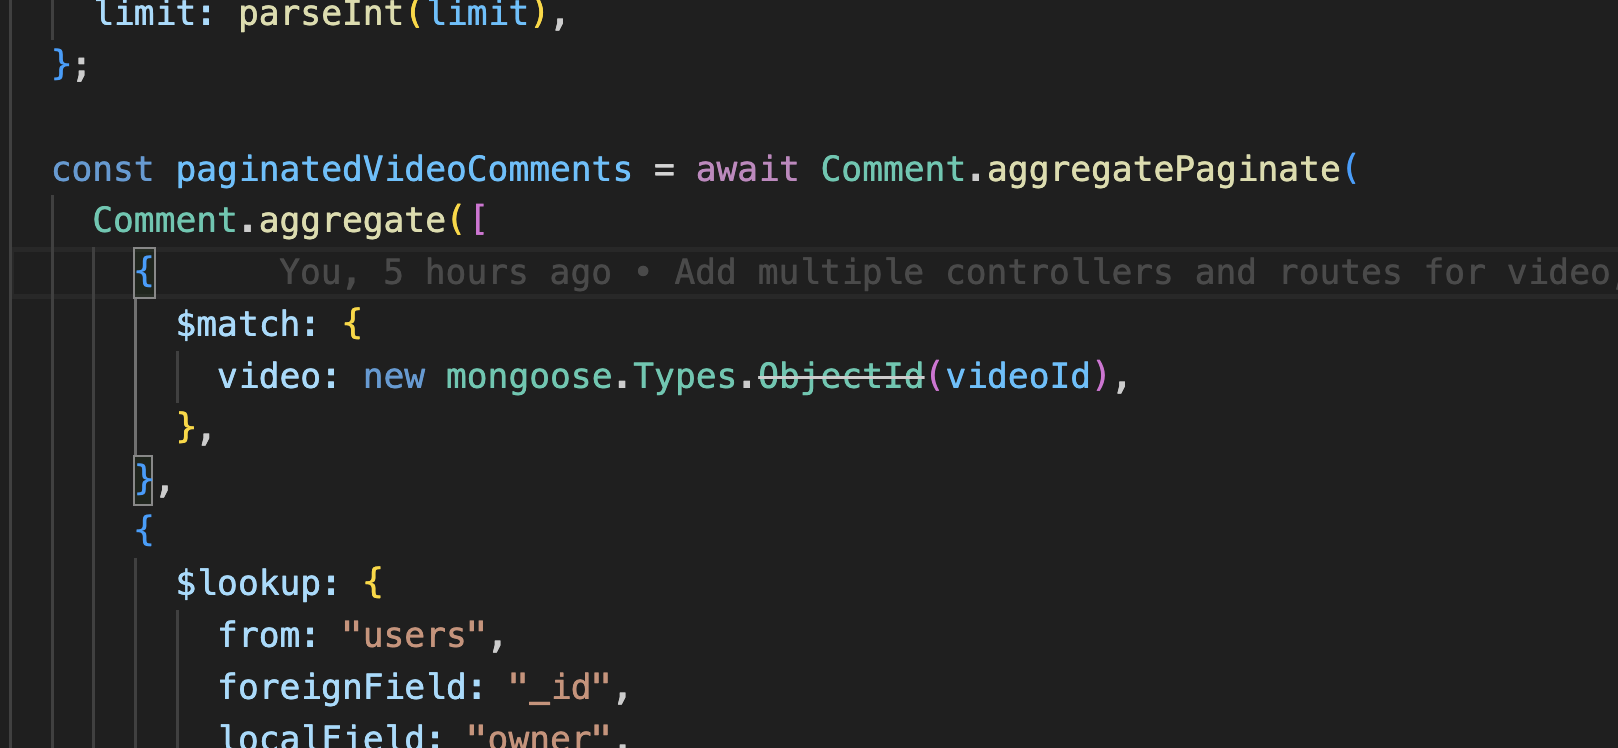 limit: parseInt(limit),
};
const paginatedVideoComments = await Comment.aggregatePaginate(
Comment.aggregate([
{ You, 5 hours ago • Add multiple controllers and routes for video,
$match: {
video: new mongoose.Types.ObjectId(videoId),
},
},
{
$lookup: {
from: "users",
foreignField: "_id",
localField: "owner",